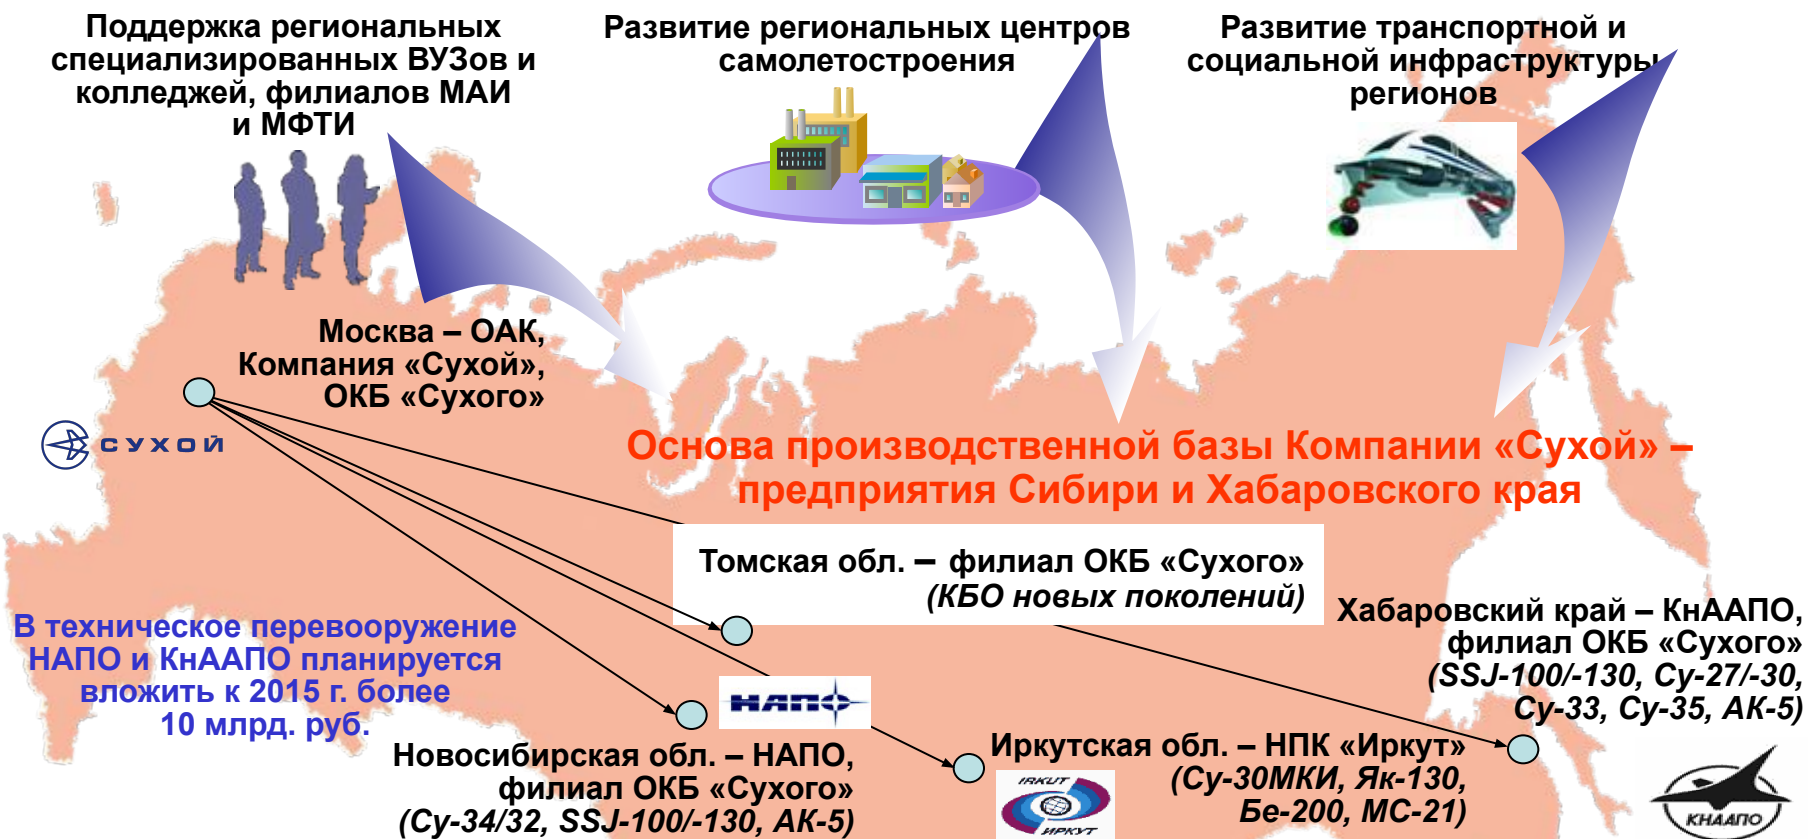 Поддержка региональных
специализированных ВУЗов и
колледжей, филиалов МАИ
и МФТИ
Развитие региональных центров
самолетостроения
Развитие транспортной и
социальной инфраструктуры
регионов
Москва – ОАК,
Компания «Сухой»,
ОКБ «Сухого»
СУХОЙ
Основа производственной базы Компании «Сухой» –
предприятия Сибири и Хабаровского края
Томская обл. – филиал ОКБ «Сухого»
(КБО новых поколений)
Хабаровский край – КнААПО,
филиал ОКБ «Сухого»
(SSJ-100/-130, Су-27/-30,
Су-33, Су-35, АК-5)
КНААПО
В техническое перевооружение
НАПО и КнААПО планируется
вложить к 2015 г. более
10 млрд. руб.
НАПО
Новосибирская обл. – НАПО,
филиал ОКБ «Сухого»
(Су-34/32, SSJ-100/-130, АК-5)
Иркутская обл. – НПК «Иркут»
(Су-30МКИ, Як-130,
Бе-200, МС-21)
IRKUT
ИРКУТ